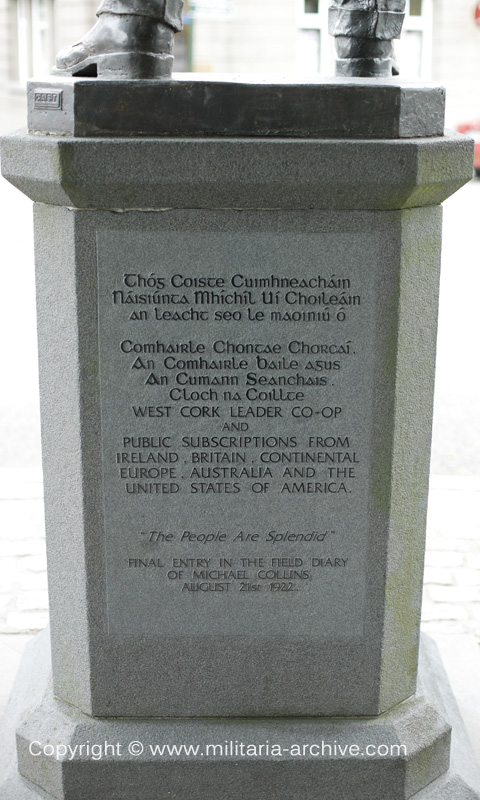 Thóg Coiste Cuimhneacháin
Náisiúnta Mhíchíl Uí Choileáin
an leacht seo le maoiniú ó
Comhairle Chontae Chorcaí.
An Comhairle baile agus
An Cumann Seanchais.
Cloch na Coillte
WEST CORK LEADER CO-OP
AND
PUBLIC SUBSCRIPTIONS FROM
IRELAND, BRITAIN, CONTINENTAL
EUROPE, AUSTRALIA AND THE
UNITED STATES OF AMERICA.
"The People Are Splendid"
FINAL ENTRY IN THE FIELD DIARY
OF MICHAEL COLLINS,
AUGUST 21st 1922.
Copyright © www.militaria-archive.com